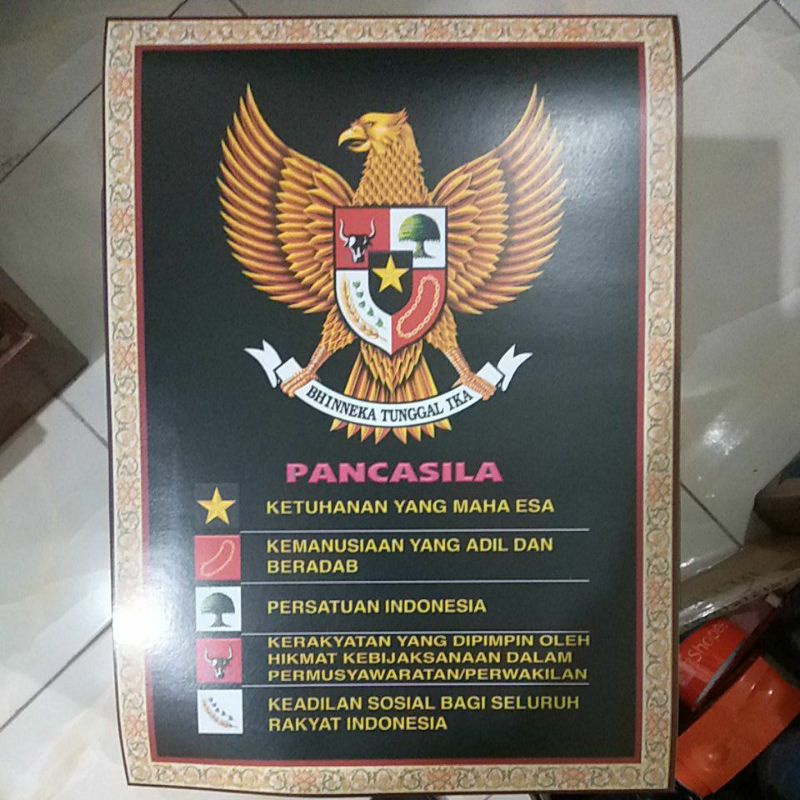 BHINNEKA TUNGGAL IKA
PANCASILA
KETUHANAN YANG MAHA ESA
KEMANUSIAAN YANG ADIL DAN
BERADAB
PERSATUAN INDONESIA
KERAKYATAN YANG DIPIMPIN OLEH
HIKMAT KEBIJAKSANAAN DALAM
PERMUSYAWARATAN/PERWAKILAN
KEADILAN SOSIAL BAGI SELURUH
RAKYAT INDONESIA